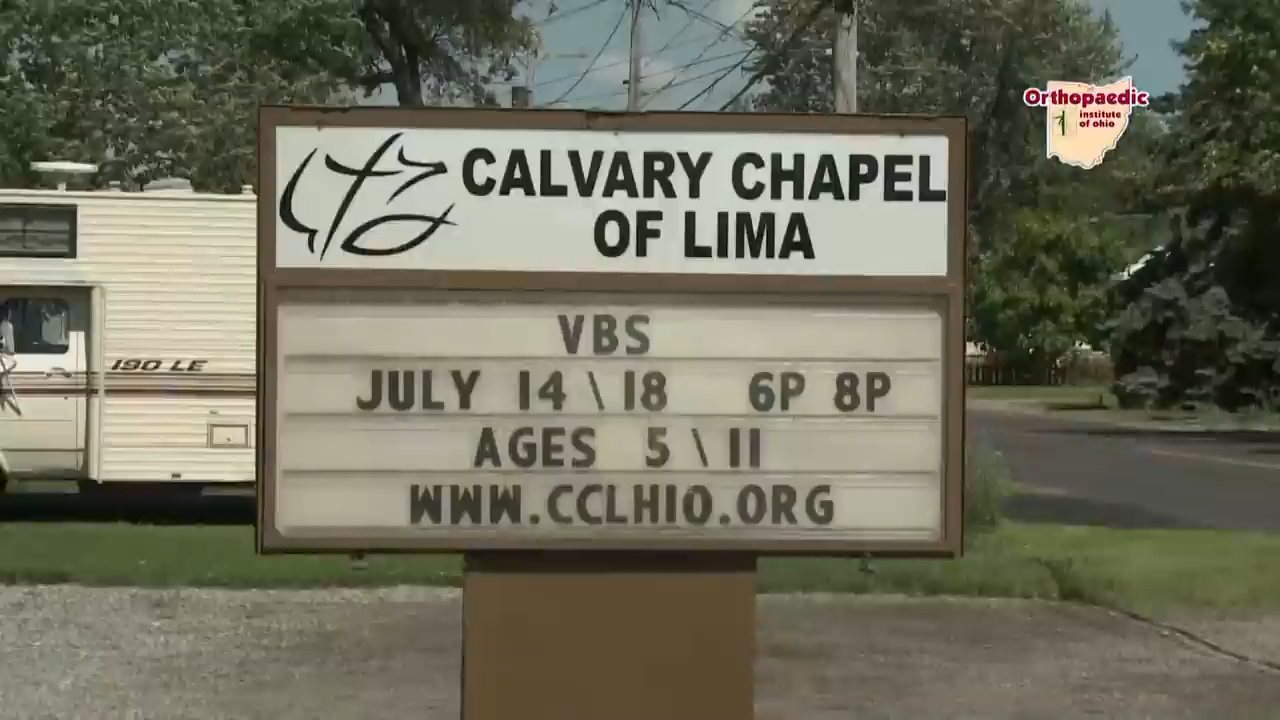 Orthopaedic
institute
of ohio
CALVARY CHAPEL
OF LIMA
VBS
JULY 14 \ 18 6P 8P
AGES 5 \ 11
WWW.CCLHIO.ORG
190 LE